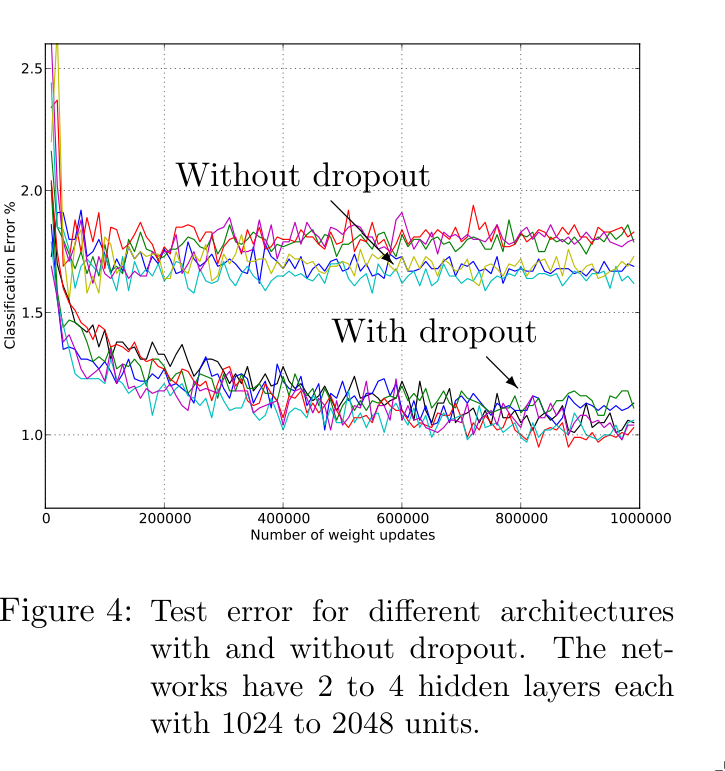 2.5
Without dropout
2.0
Classification Error %
1.5
With dropout
1.0
0 200000 400000 600000 800000 1000000
Number of weight updates
Figure 4: Test error for different architectures
with and without dropout. The net-
works have 2 to 4 hidden layers each
with 1024 to 2048 units.